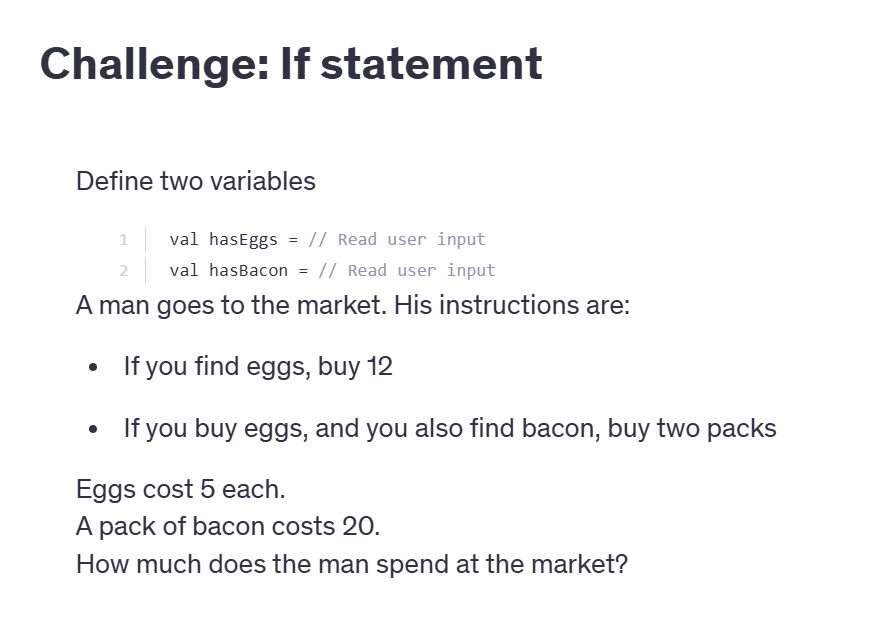 Challenge: If statement
Define two variables
1 val hasEggs = // Read user input
2 val hasBacon = // Read user input
A man goes to the market. His instructions are:
• If you find eggs, buy 12
• If you buy eggs, and you also find bacon, buy two packs
Eggs cost 5 each.
A pack of bacon costs 20.
How much does the man spend at the market?